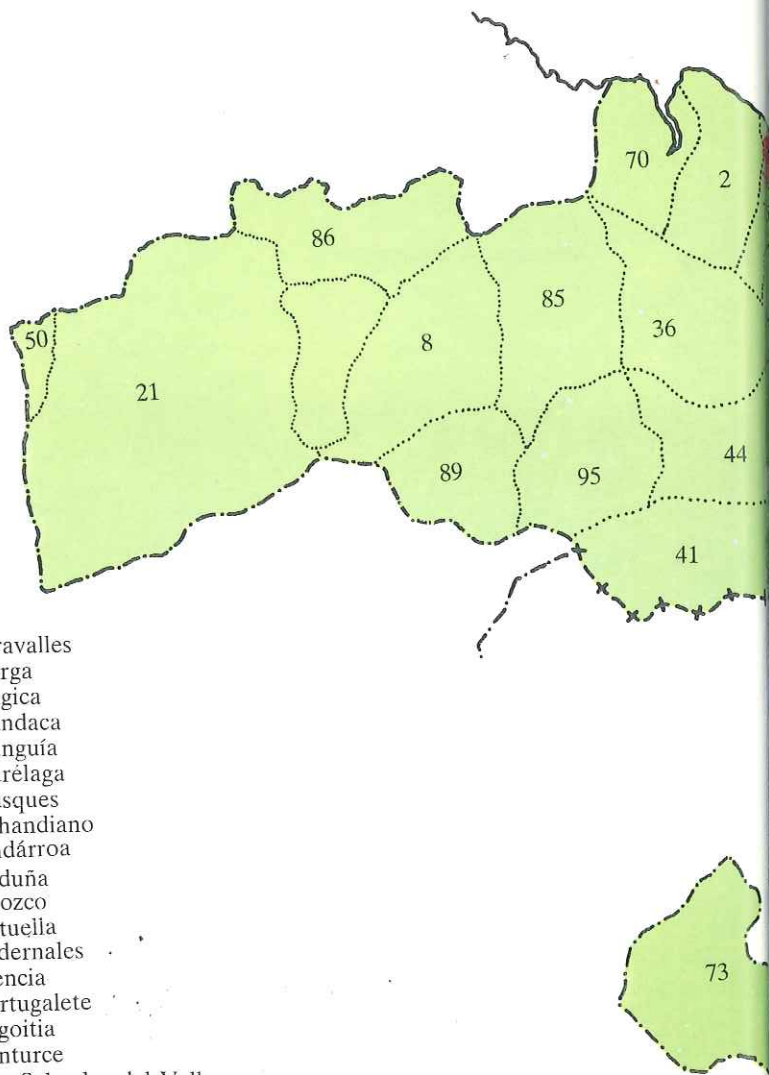 70
2
86
85
36
8
50
21
44
89
95
41
ravalles
rga
gica
ndaca
nguía
rélaga
sques
handiano
ndárroa
duña
ozco
tuella
dernales
encia
rtugalete
goitia
nturce
73